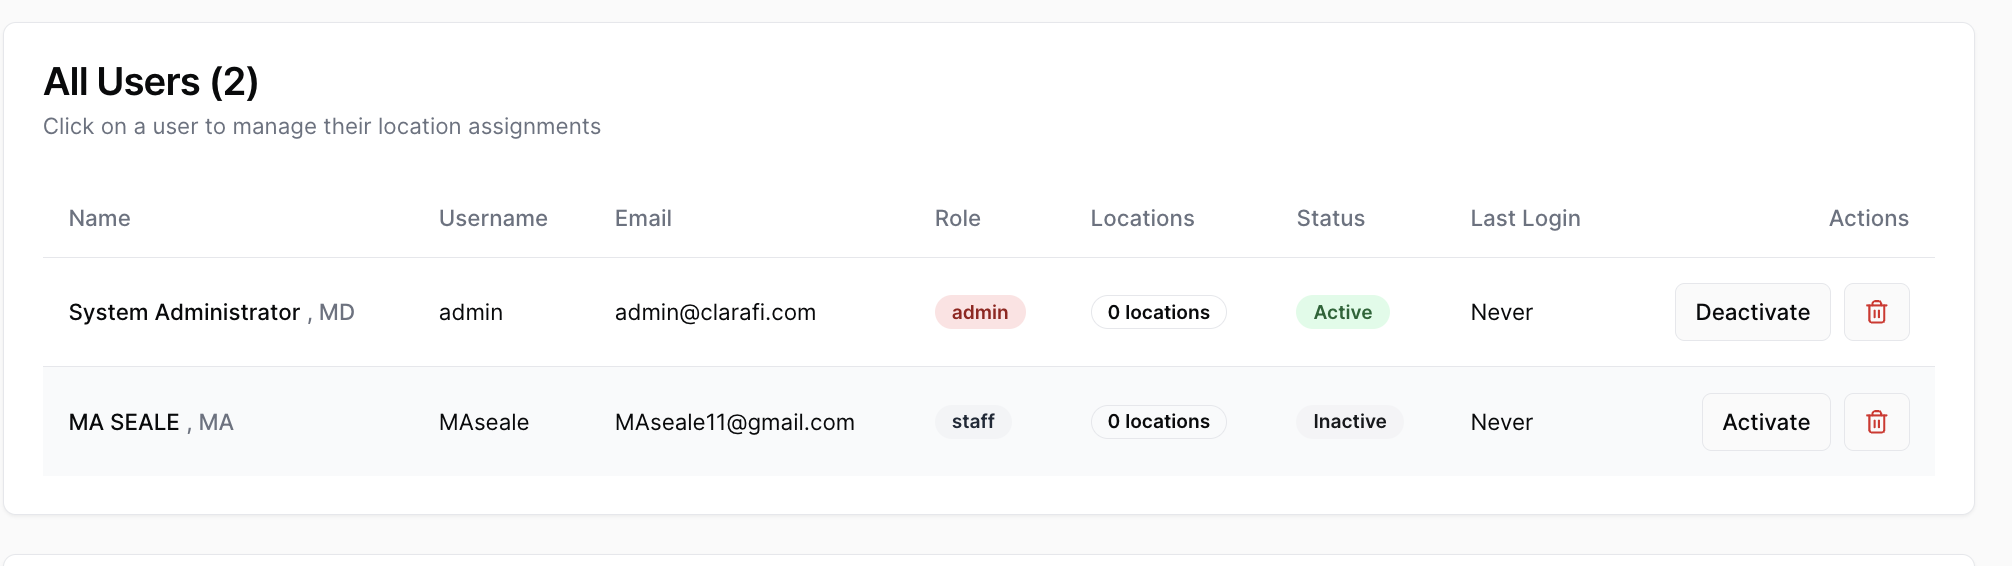 All Users (2)
Click on a user to manage their location assignments
Name Username Email Role Locations Status Last Login Actions
System Administrator , MD admin admin@clarafi.com admin 0 locations Active Never Deactivate
MA SEALE , MA MAseale MAseale11@gmail.com staff 0 locations Inactive Never Activate